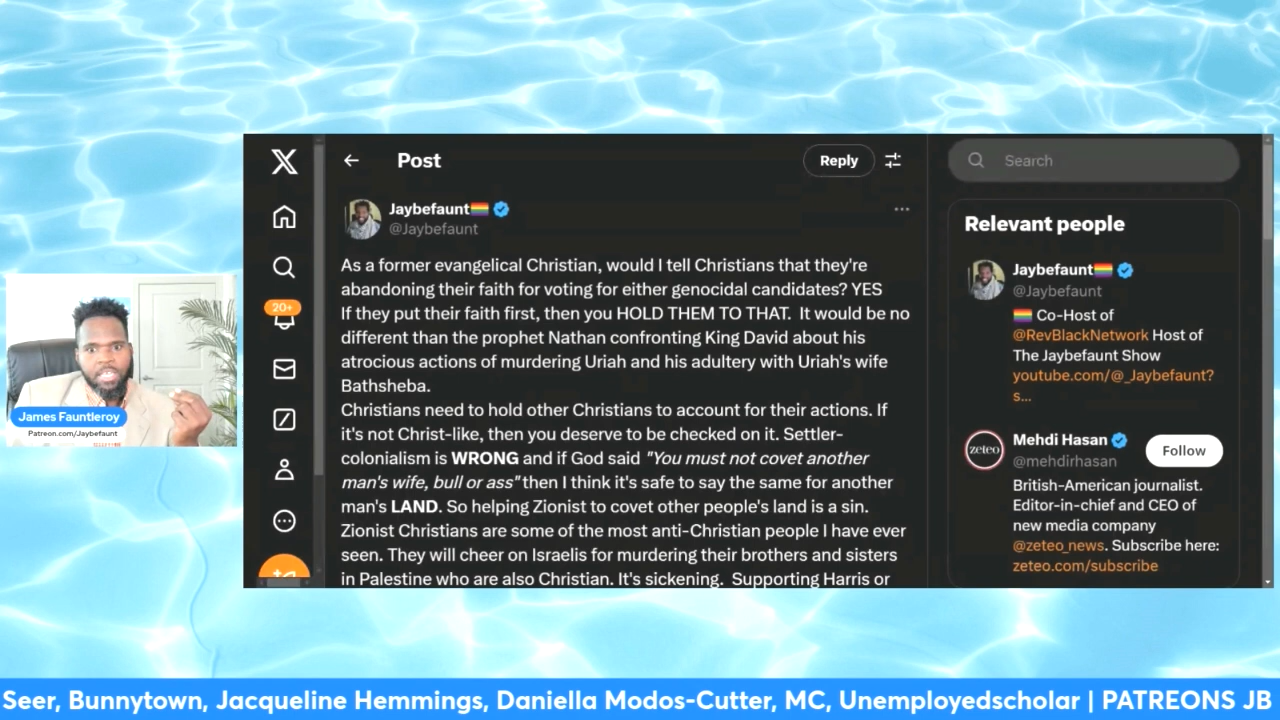 Post
Reply
Search
Jaybefaunt
@Jaybefaunt
As a former evangelical Christian, would I tell Christians that they're
abandoning their faith for voting for either genocidal candidates? YES
If they put their faith first, then you HOLD THEM TO THAT. It would be no
different than the prophet Nathan confronting King David about his
atrocious actions of murdering Uriah and his adultery with Uriah's wife
Bathsheba.
Christians need to hold other Christians to account for their actions. If
it's not Christ-like, then you deserve to be checked on it. Settler-
colonialism is WRONG and if God said "You must not covet another
man's wife, bull or ass" then I think it's safe to say the same for another
man's LAND. So helping Zionist to covet other people's land is a sin.
Zionist Christians are some of the most anti-Christian people I have ever
seen. They will cheer on Israelis for murdering their brothers and sisters
in Palestine who are also Christian. It's sickening. Supporting Harris or
Relevant people
Jaybefaunt
@Jaybefaunt
Co-Host of
@RevBlackNetwork Host of
The Jaybefaunt Show
youtube.com/@_Jaybefaunt?
s...
zeteo
Mehdi Hasan
@mehdirhasan
Follow
British-American journalist.
Editor-in-chief and CEO of
new media company
@zeteo_news. Subscribe here:
zeteo.com/subscribe
20+
James Fauntleroy
Patreon.com/Jaybefaunt
Seer, Bunnytown, Jacqueline Hemmings, Daniella Modos-Cutter, MC, Unemployedscholar | PATREONS JB